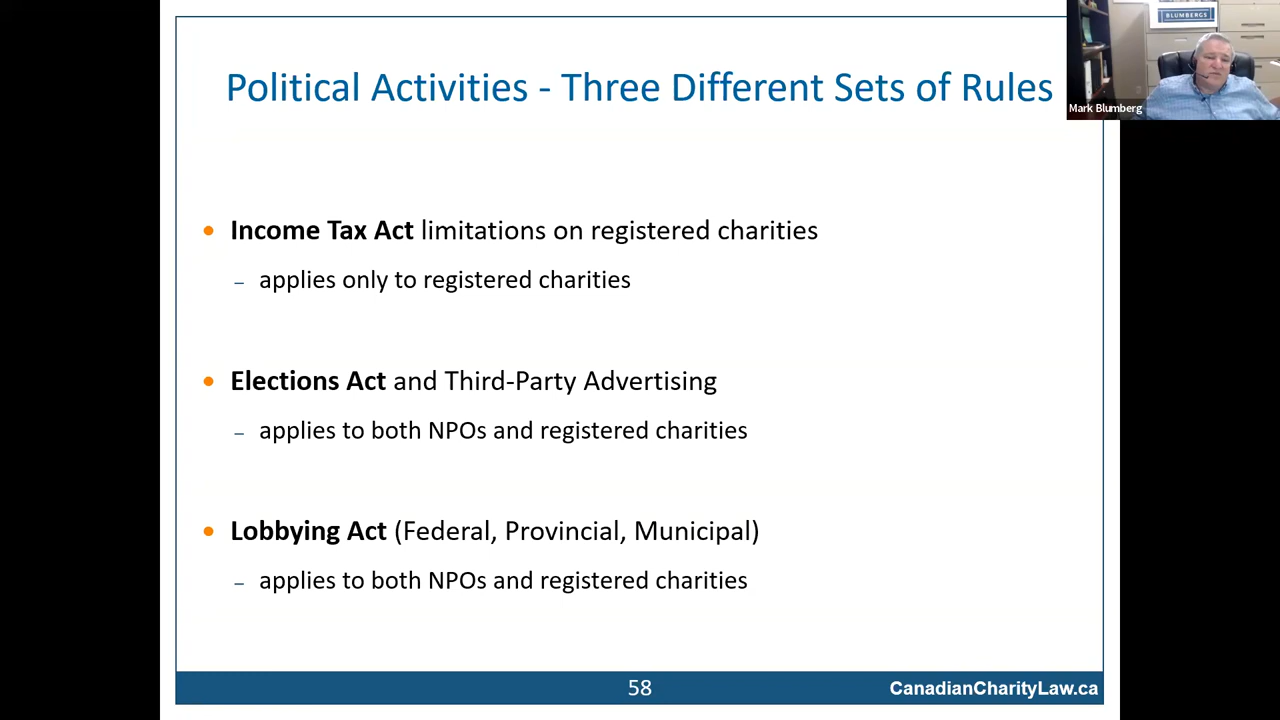 Political Activities - Three Different Sets of Rules
BLUMBERGS
Mark Blumberg
• Income Tax Act limitations on registered charities
– applies only to registered charities
• Elections Act and Third-Party Advertising
– applies to both NPOs and registered charities
• Lobbying Act (Federal, Provincial, Municipal)
– applies to both NPOs and registered charities
58
CanadianCharityLaw.ca